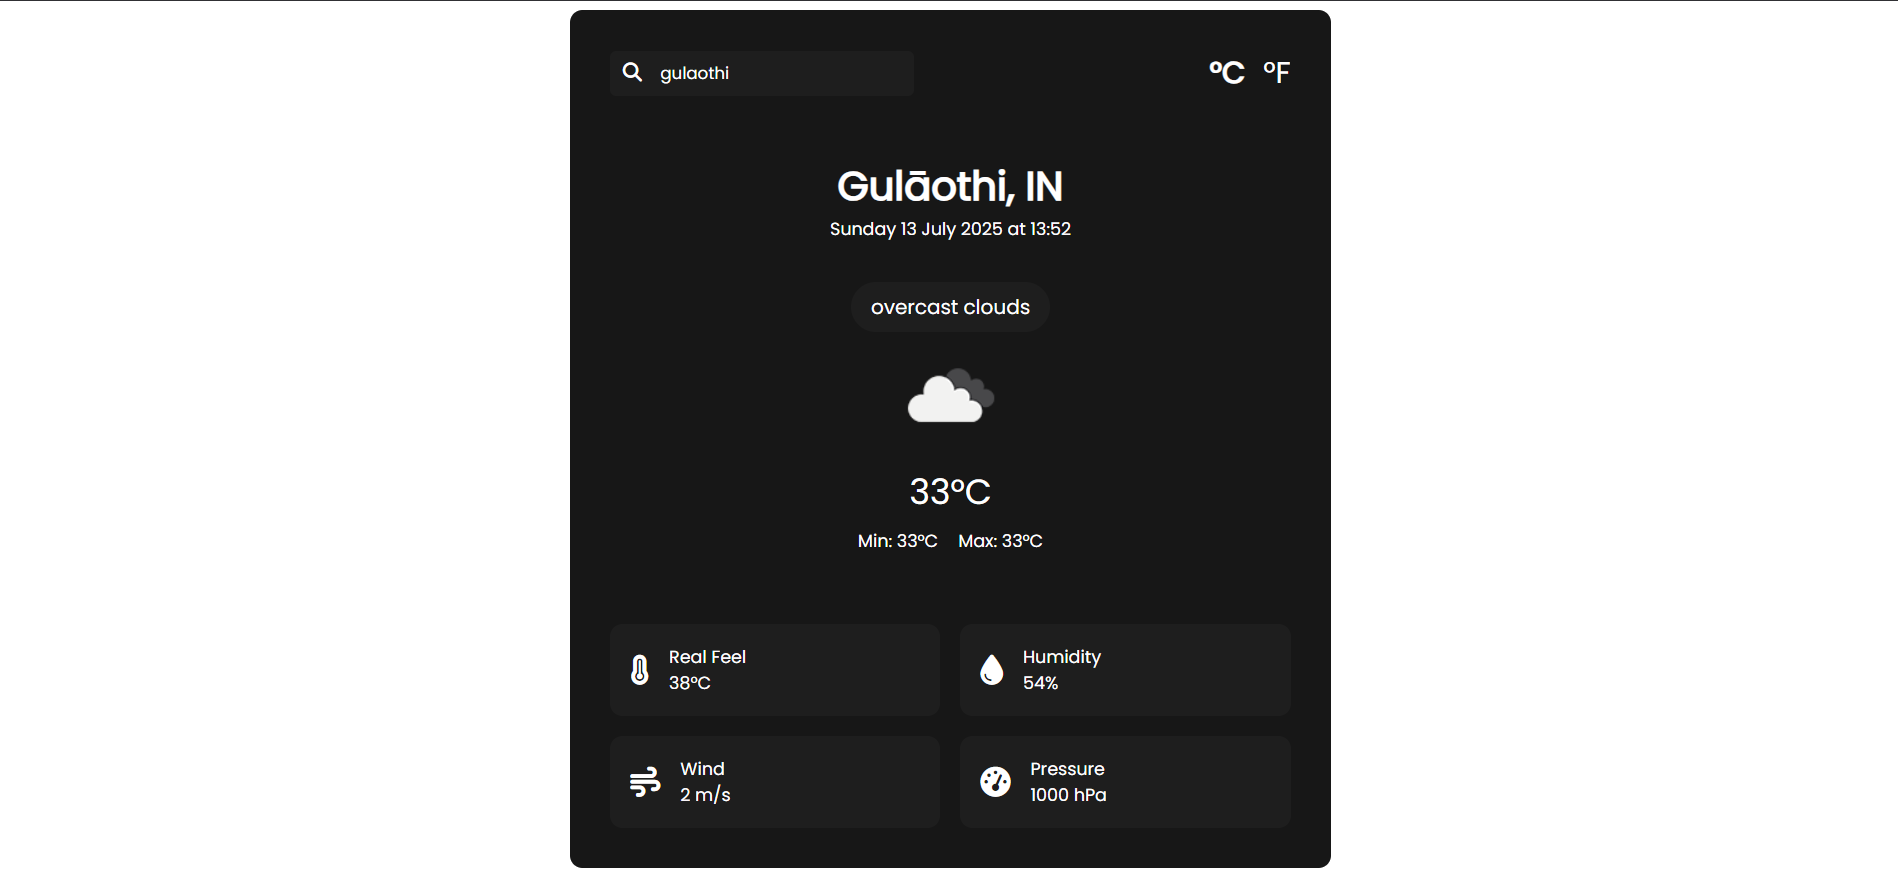 gulaothi
°C °F
Gulāothi, IN
Sunday 13 July 2025 at 13:52
overcast clouds
33°C
Min: 33°C Max: 33°C
Real Feel
38°C
Humidity
54%
Wind
2 m/s
Pressure
1000 hPa